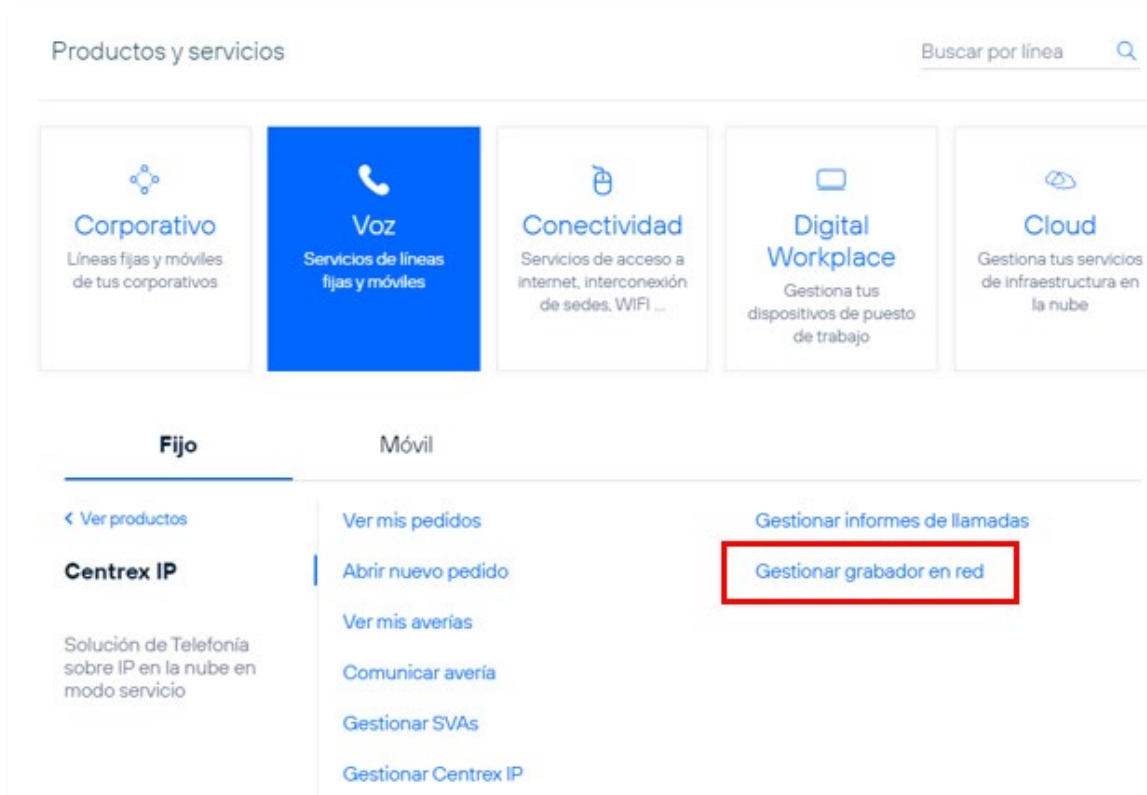 Productos y servicios
Buscar por línea
Corporativo
Líneas fijas y móviles
de tus corporativos
Voz
Servicios de líneas
fijas y móviles
Conectividad
Servicios de acceso a
internet, interconexión
de sedes, WIFI ...
Digital
Workplace
Gestiona tus
dispositivos de puesto
de trabajo
Cloud
Gestiona tus servicios
de infraestructura en
la nube
Fijo
Móvil
Ver productos
Centrex IP
Solución de Telefonía
sobre IP en la nube en
modo servicio
Ver mis pedidos
Abrir nuevo pedido
Ver mis averías
Comunicar avería
Gestionar SVAs
Gestionar Centrex IP
Gestionar informes de llamadas
Gestionar grabador en red